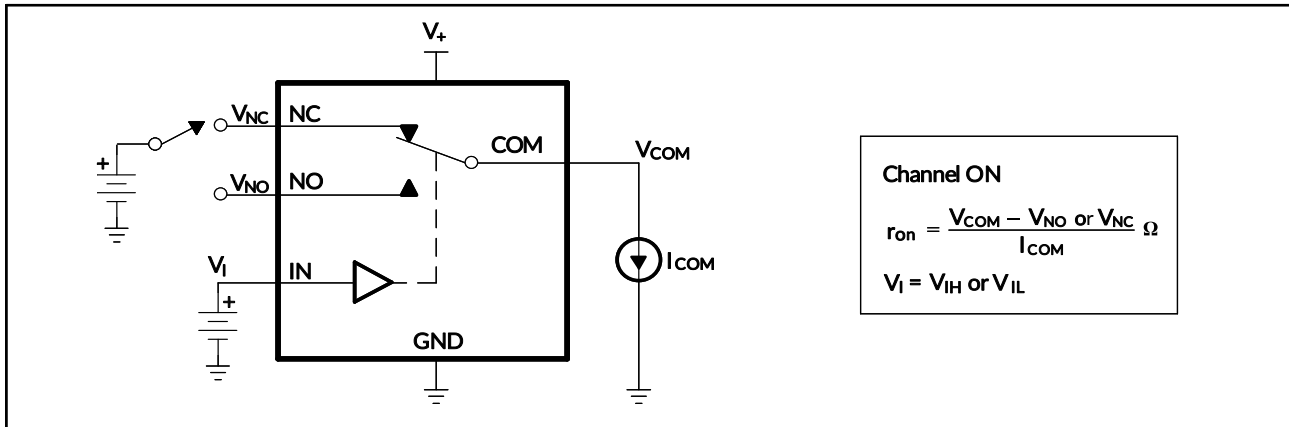 V+
VNC NC
COM
VCOM
VNO NO
+
VI IN
+
ICOM
GND
Channel ON
ron = VCOM – VNO or VNC / ICOM Ω
VI = VIH or VIL